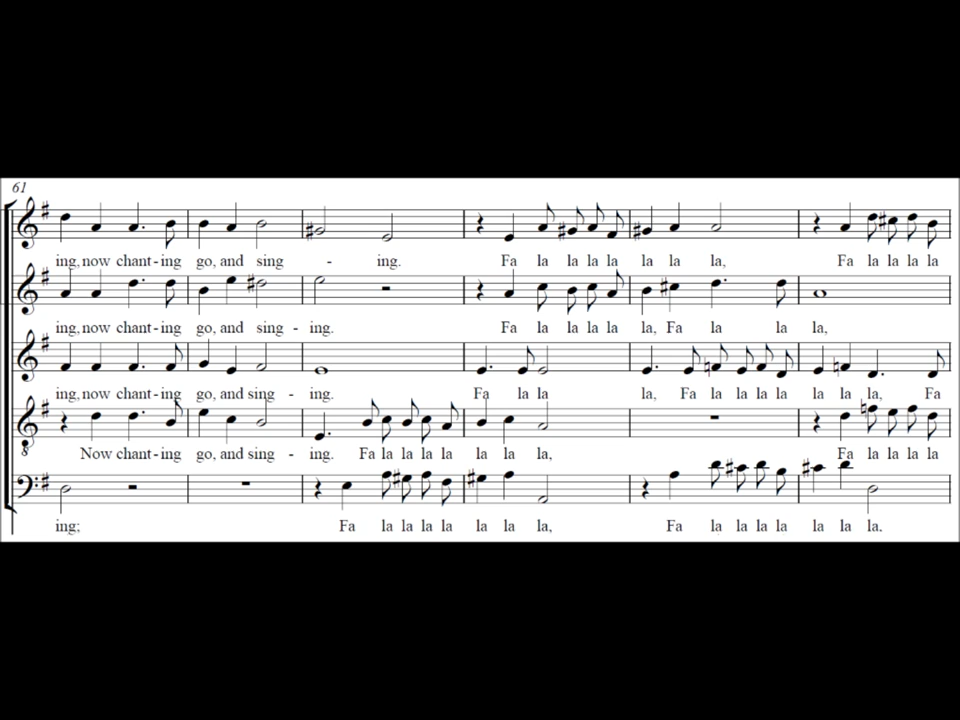 61
ing, now chant - ing go, and sing - ing. Fa la la la la la la la, Fa la la la la
ing, now chant - ing go, and sing - ing. Fa la la la la la, Fa la la la,
ing, now chant - ing go, and sing - ing. Fa la la la, Fa la la la la la la la, Fa
Now chant - ing go, and sing - ing. Fa la la la la la la la, Fa la la la la
8
ing; Fa la la la la la la la, Fa la la la la la la la.